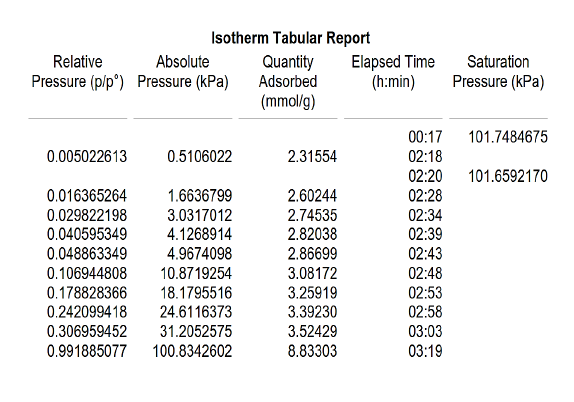 Isotherm Tabular Report
Relative Absolute Quantity Elapsed Time Saturation
Pressure (p/p°) Pressure (kPa) Adsorbed (h:min) Pressure (kPa)
(mmol/g)
00:17 101.7484675
0.005022613 0.5106022 2.31554 02:18
02:20 101.6592170
0.016365264 1.6636799 2.60244 02:28
0.029822198 3.0317012 2.74535 02:34
0.040595349 4.1268914 2.82038 02:39
0.048863349 4.9674098 2.86699 02:43
0.106944808 10.8719254 3.08172 02:48
0.178828366 18.1795516 3.25919 02:53
0.242099418 24.6116373 3.39230 02:58
0.306959452 31.2052575 3.52429 03:03
0.991885077 100.8342602 8.83303 03:19